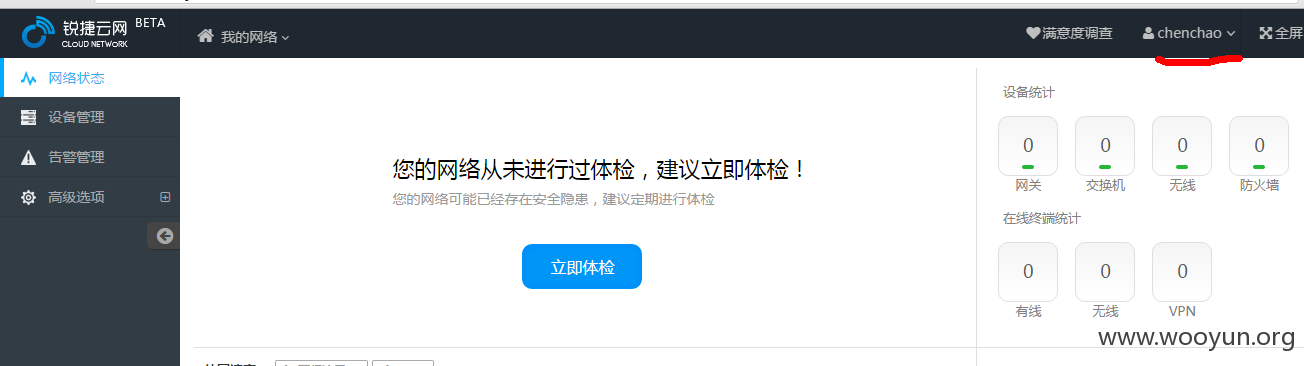 锐捷云网 BETA
CLOUD NETWORK
我的网络
满意度调查
chenchao
全屏
网络状态
设备管理
告警管理
高级选项
您的网络从未进行过体检，建议立即体检！
您的网络可能已经存在安全隐患，建议定期进行体检
立即体检
设备统计
0 0 0 0
网关 交换机 无线 防火墙
在线终端统计
0 0 0
有线 无线 VPN
www.wooyun.org